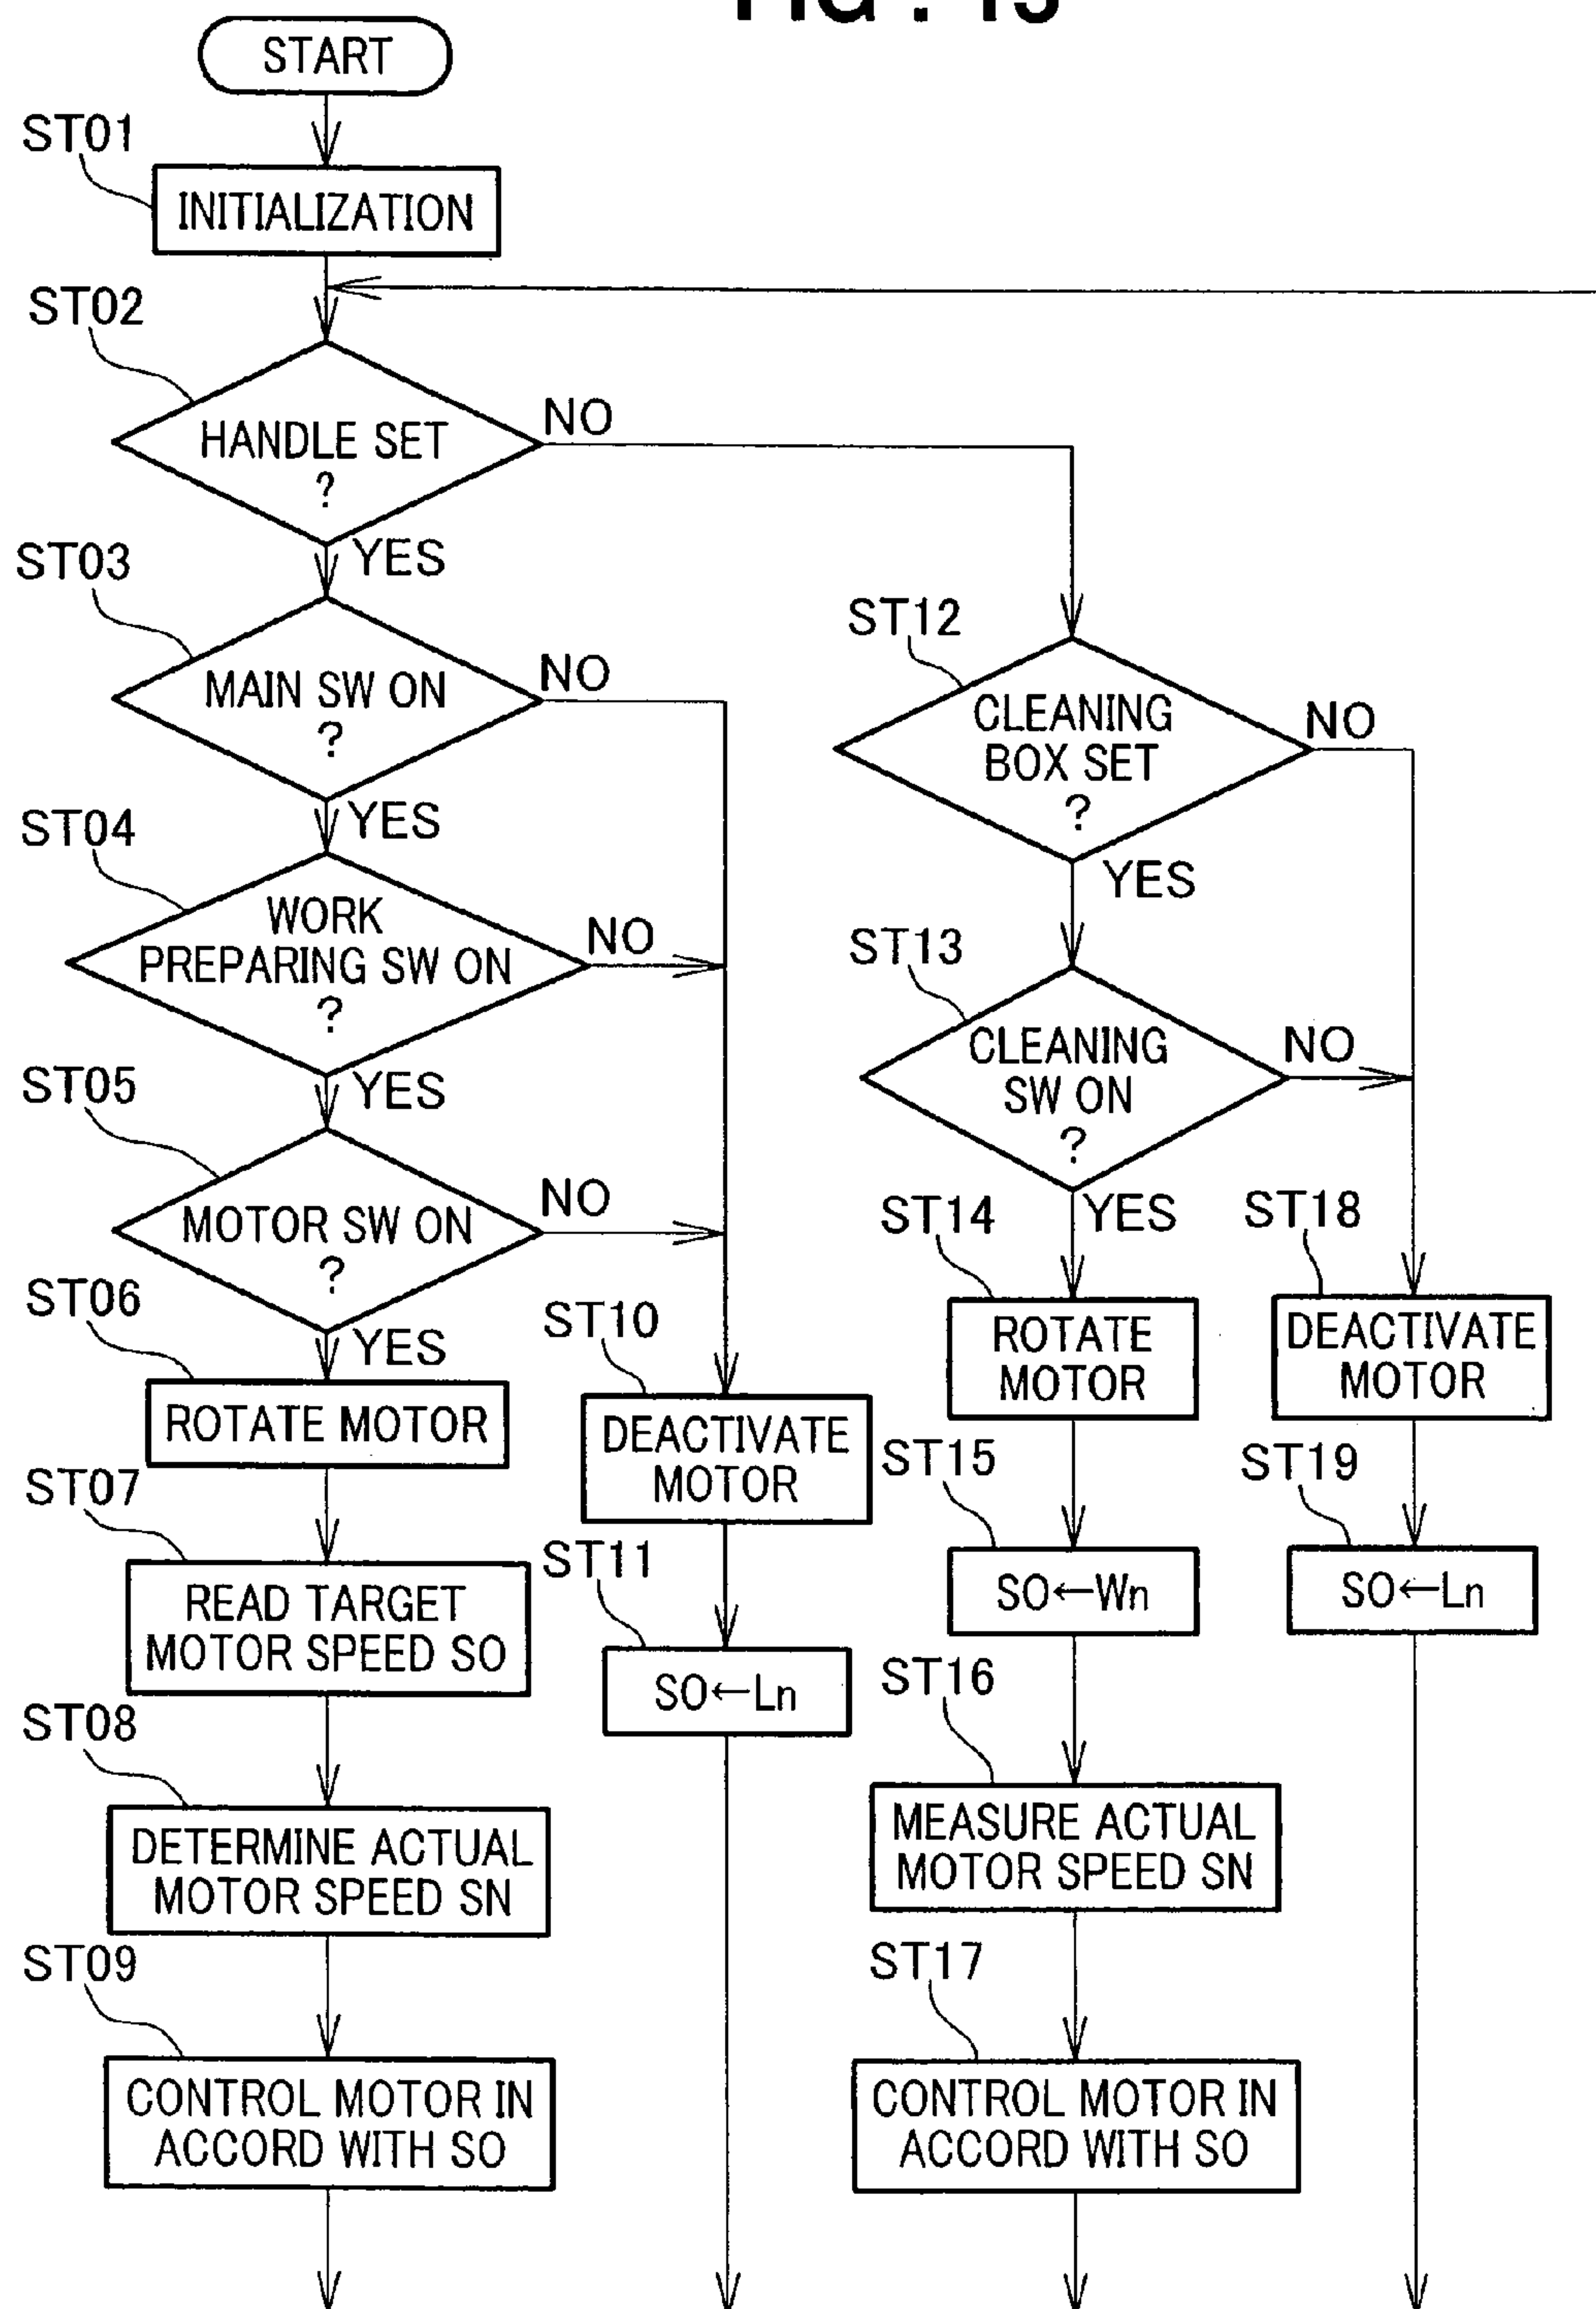 FIG. 13
START
ST01
INITIALIZATION
ST02
HANDLE SET
?
NO
YES
ST03
MAIN SW ON
?
NO
YES
ST04
WORK
PREPARING SW ON
?
NO
YES
ST05
MOTOR SW ON
?
NO
YES
ST06
ROTATE MOTOR
ST07
READ TARGET
MOTOR SPEED SO
ST08
DETERMINE ACTUAL
MOTOR SPEED SN
ST09
CONTROL MOTOR IN
ACCORD WITH SO
ST10
DEACTIVATE
MOTOR
ST11
SO←Ln
ST12
CLEANING
BOX SET
?
NO
YES
ST13
CLEANING
SW ON
?
NO
YES
ST14
ROTATE
MOTOR
ST15
SO←Wn
ST16
MEASURE ACTUAL
MOTOR SPEED SN
ST17
CONTROL MOTOR IN
ACCORD WITH SO
ST18
DEACTIVATE
MOTOR
ST19
SO←Ln